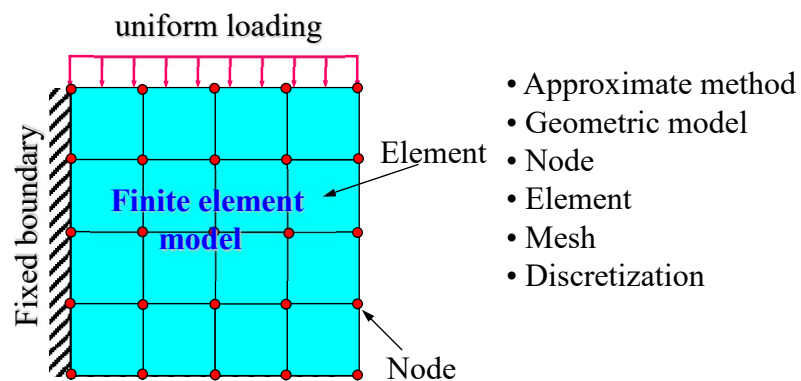 uniform loading
Fixed boundary
Finite element
model
Element
Node
• Approximate method
• Geometric model
• Node
• Element
• Mesh
• Discretization